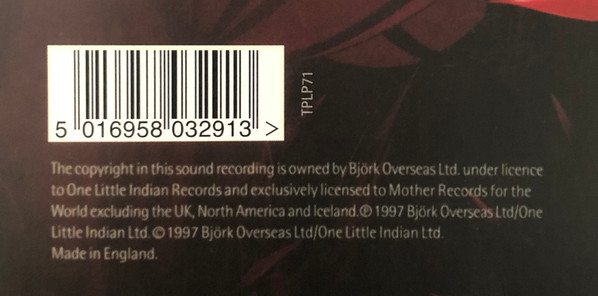 5 016958 032913 >
TPLP71
The copyright in this sound recording is owned by Björk Overseas Ltd. under licence
to One Little Indian Records and exclusively licensed to Mother Records for the
World excluding the UK, North America and Iceland.℗ 1997 Björk Overseas Ltd/One
Little Indian Ltd.© 1997 Björk Overseas Ltd/One Little Indian Ltd.
Made in England.